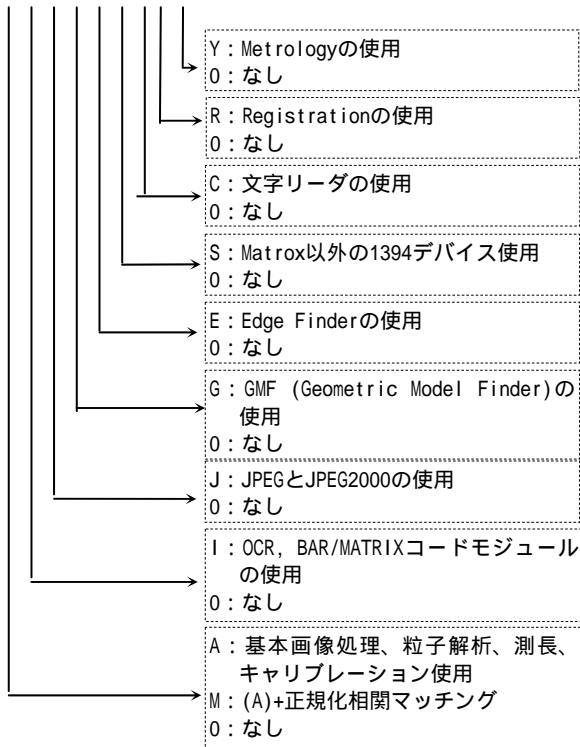 Y：Metrologyの使用
0：なし
R：Registrationの使用
0：なし
C：文字リーダの使用
0：なし
S：Matrox以外の1394デバイス使用
0：なし
E：Edge Finderの使用
0：なし
G：GMF (Geometric Model Finder)の
使用
0：なし
J：JPEGとJPEG2000の使用
0：なし
I：OCR, BAR/MATRIXコードモジュール
の使用
0：なし
A：基本画像処理、粒子解析、測長、
キャリブレーション使用
M：(A)+正規化相関マッチング
0：なし